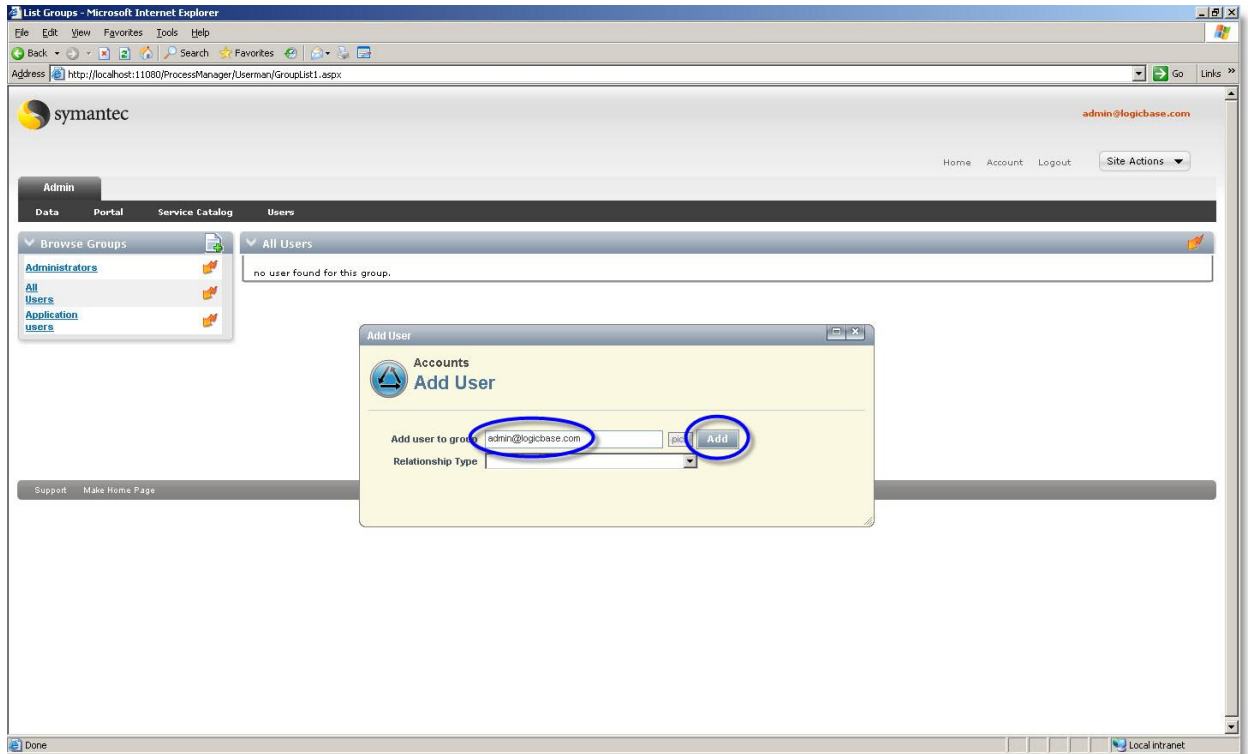 List Groups - Microsoft Internet Explorer
File Edit View Favorites Tools Help
Back Search Favorites
Address http://localhost:11080/ProcessManager/Userman/GroupList1.aspx Go Links »
symantec
admin@logicbase.com
Home Account Logout Site Actions
Admin
Data Portal Service Catalog Users
Browse Groups
Administrators
All
Users
Application
users
All Users
no user found for this group.
Add User
Accounts
Add User
Add user to group admin@logicbase.com Add
Relationship Type
Support Make Home Page
Done Local intranet